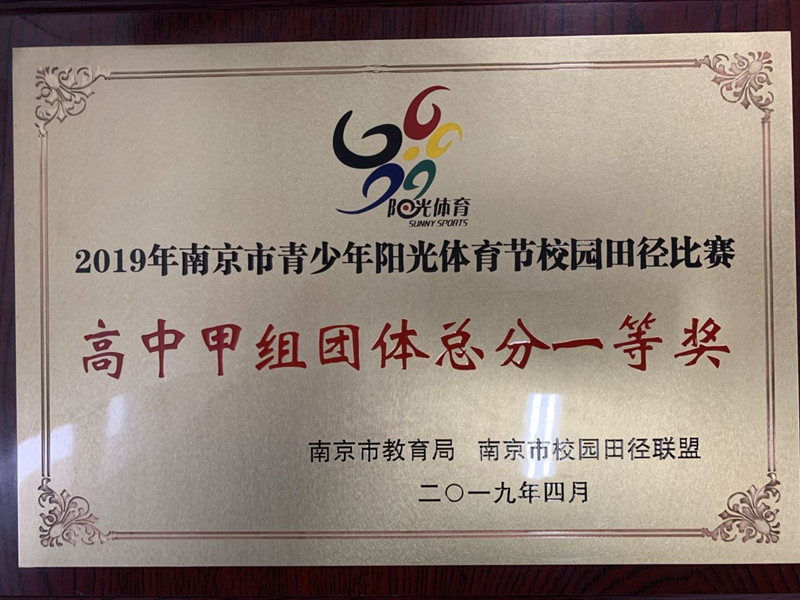 阳光体育
SUNNY SPORTS
2019年南京市青少年阳光体育节校园田径比赛
高中甲组团体总分一等奖
南京市教育局 南京市校园田径联盟
二〇一九年四月